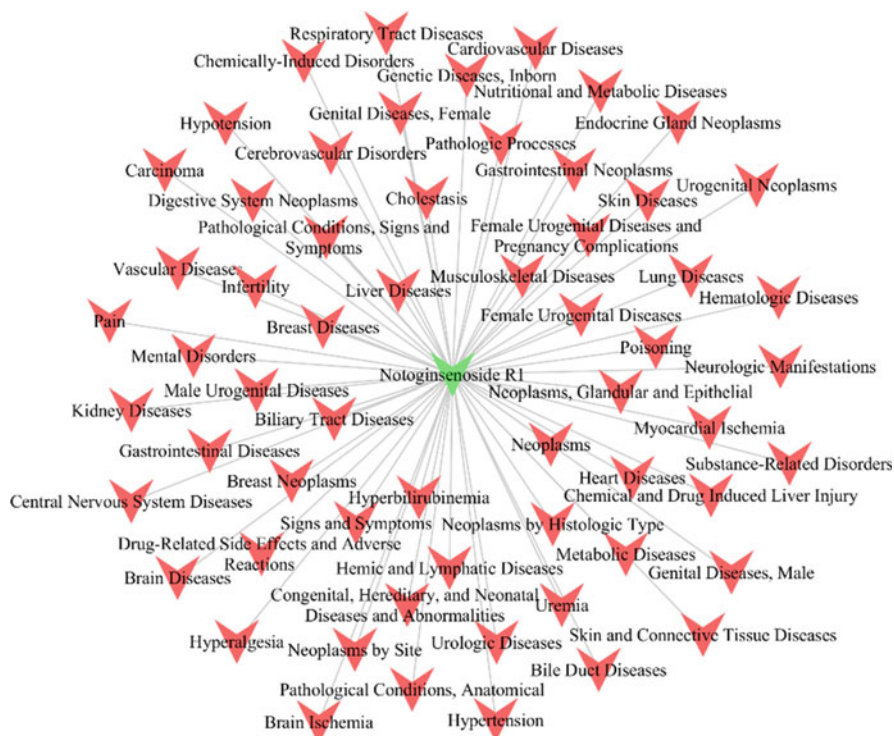 Respiratory Tract Diseases
Cardiovascular Diseases
Chemically-Induced Disorders
Genetic Diseases, Inborn
Nutritional and Metabolic Diseases
Genital Diseases, Female
Hypotension
Endocrine Gland Neoplasms
Pathologic Processes
Cerebrovascular Disorders
Carcinoma
Gastrointestinal Neoplasms
Urogenital Neoplasms
Digestive System Neoplasms
Cholestasis
Skin Diseases
Pathological Conditions, Signs and
Symptoms
Female Urogenital Diseases and
Pregnancy Complications
Vascular Diseases
Infertility
Liver Diseases
Musculoskeletal Diseases
Lung Diseases
Hematologic Diseases
Pain
Breast Diseases
Female Urogenital Diseases
Mental Disorders
Poisoning
Notoginsenoside R1
Neurologic Manifestations
Male Urogenital Diseases
Neoplasms, Glandular and Epithelial
Kidney Diseases
Biliary Tract Diseases
Myocardial Ischemia
Gastrointestinal Diseases
Neoplasms
Substance-Related Disorders
Breast Neoplasms
Heart Diseases
Central Nervous System Diseases
Hyperbilirubinemia
Chemical and Drug Induced Liver Injury
Signs and Symptoms
Neoplasms by Histologic Type
Drug-Related Side Effects and Adverse
Reactions
Metabolic Diseases
Brain Diseases
Hemic and Lymphatic Diseases
Genital Diseases, Male
Congenital, Hereditary, and Neonatal
Diseases and Abnormalities
Uremia
Hyperalgesia
Neoplasms by Site
Urologic Diseases
Skin and Connective Tissue Diseases
Bile Duct Diseases
Pathological Conditions, Anatomical
Brain Ischemia
Hypertension